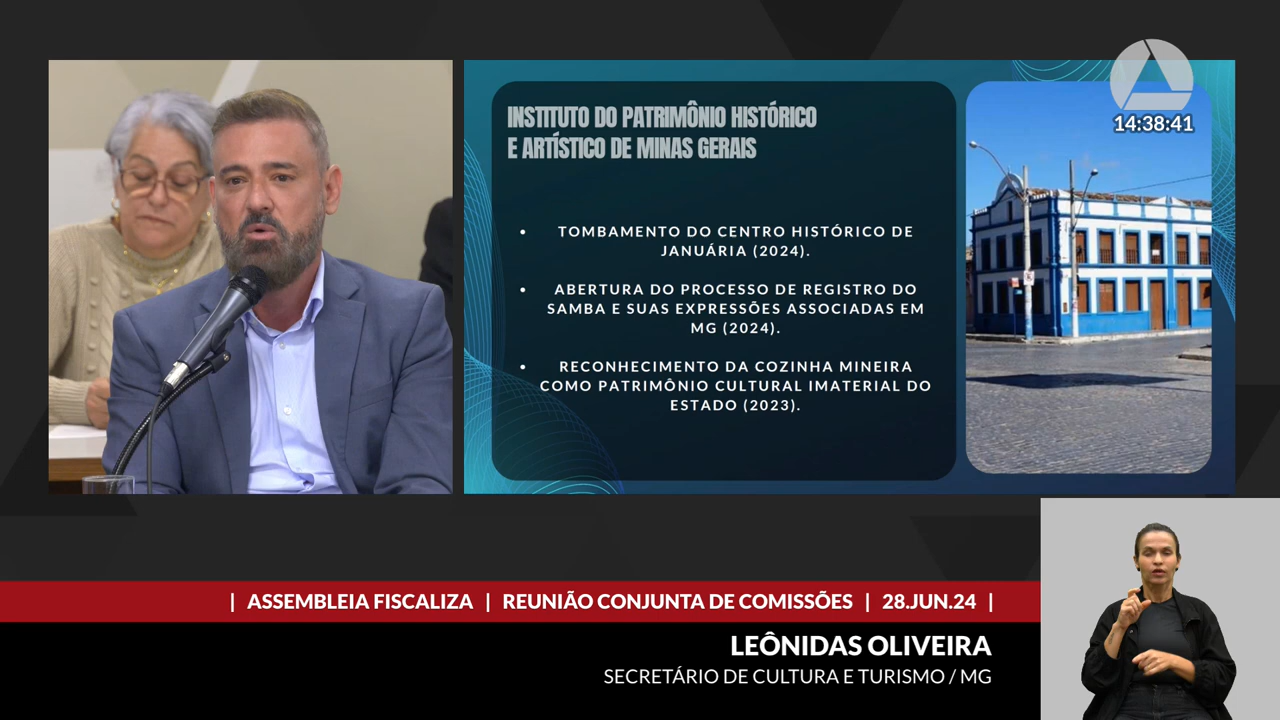 INSTITUTO DO PATRIMÔNIO HISTÓRICO
E ARTÍSTICO DE MINAS GERAIS
14:38:41
• TOMBAMENTO DO CENTRO HISTÓRICO DE
JANUÁRIA (2024).
• ABERTURA DO PROCESSO DE REGISTRO DO
SAMBA E SUAS EXPRESSÕES ASSOCIADAS EM
MG (2024).
• RECONHECIMENTO DA COZINHA MINEIRA
COMO PATRIMÔNIO CULTURAL IMATERIAL DO
ESTADO (2023).
| ASSEMBLEIA FISCALIZA | REUNIÃO CONJUNTA DE COMISSÕES | 28.JUN.24 |
LEÔNIDAS OLIVEIRA
SECRETÁRIO DE CULTURA E TURISMO / MG